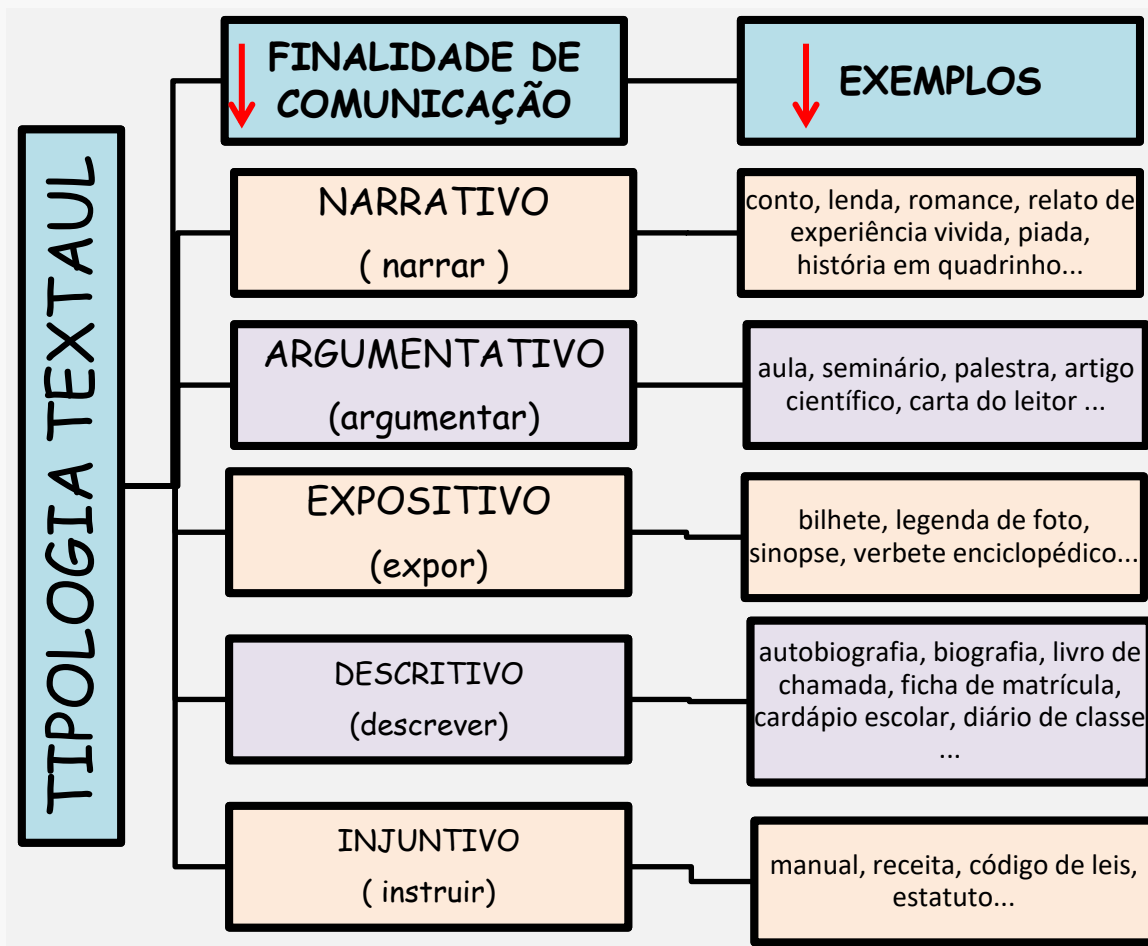 TIPOLOGIA TEXTAUL
FINALIDADE DE
COMUNICAÇÃO
EXEMPLOS
NARRATIVO
( narrar )
conto, lenda, romance, relato de
experiência vivida, piada,
história em quadrinho...
ARGUMENTATIVO
(argumentar)
aula, seminário, palestra, artigo
científico, carta do leitor ...
EXPOSITIVO
(expor)
bilhete, legenda de foto,
sinopse, verbete enciclopédico...
DESCRITIVO
(descrever)
autobiografia, biografia, livro de
chamada, ficha de matrícula,
cardápio escolar, diário de classe
...
INJUNTIVO
( instruir)
manual, receita, código de leis,
estatuto...